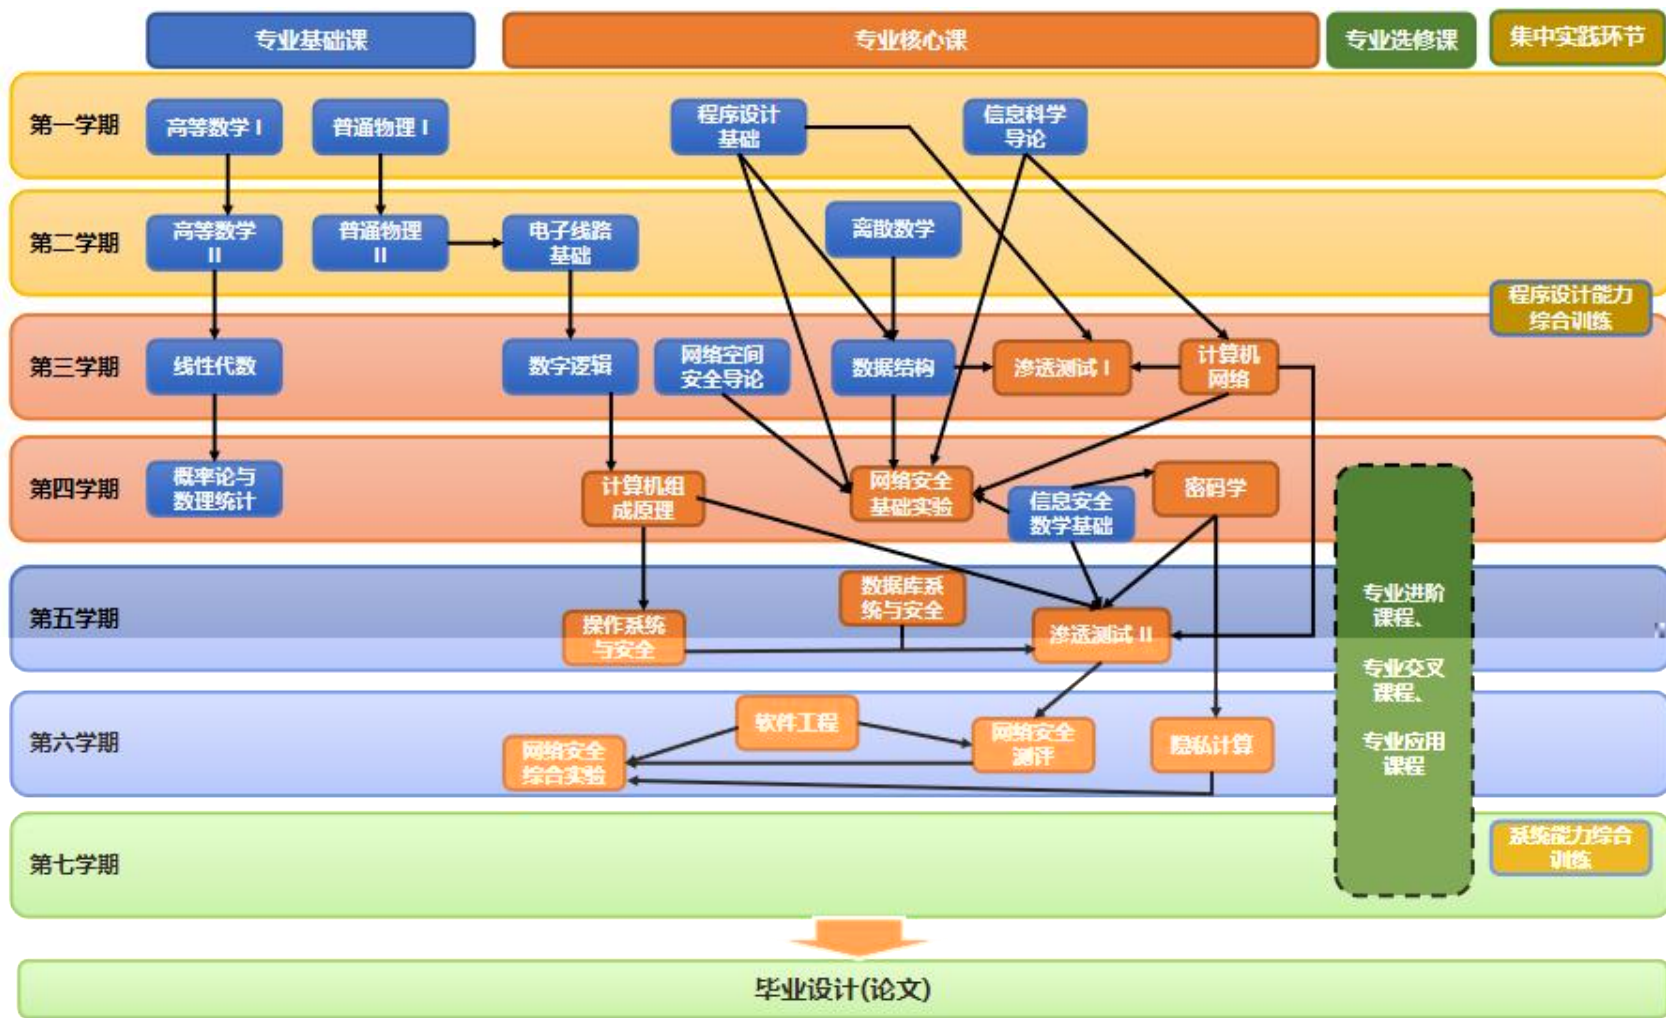 专业基础课
专业核心课
专业选修课
集中实践环节
第一学期
高等数学 I
普通物理 I
程序设计
基础
信息科学
导论
第二学期
高等数学
II
普通物理
II
电子线路
基础
离散数学
程序设计能力
综合训练
第三学期
线性代数
数字逻辑
网络空间
安全导论
数据结构
渗透测试 I
计算机
网络
第四学期
概率论与
数理统计
计算机组
成原理
网络安全
基础实验
信息安全
数学基础
密码学
第五学期
操作系统
与安全
数据库系
统与安全
渗透测试 II
专业进阶
课程、
专业交叉
课程、
专业应用
课程
第六学期
网络安全
综合实验
软件工程
网络安全
测评
隐私计算
第七学期
系统能力综合
训练
毕业设计(论文)